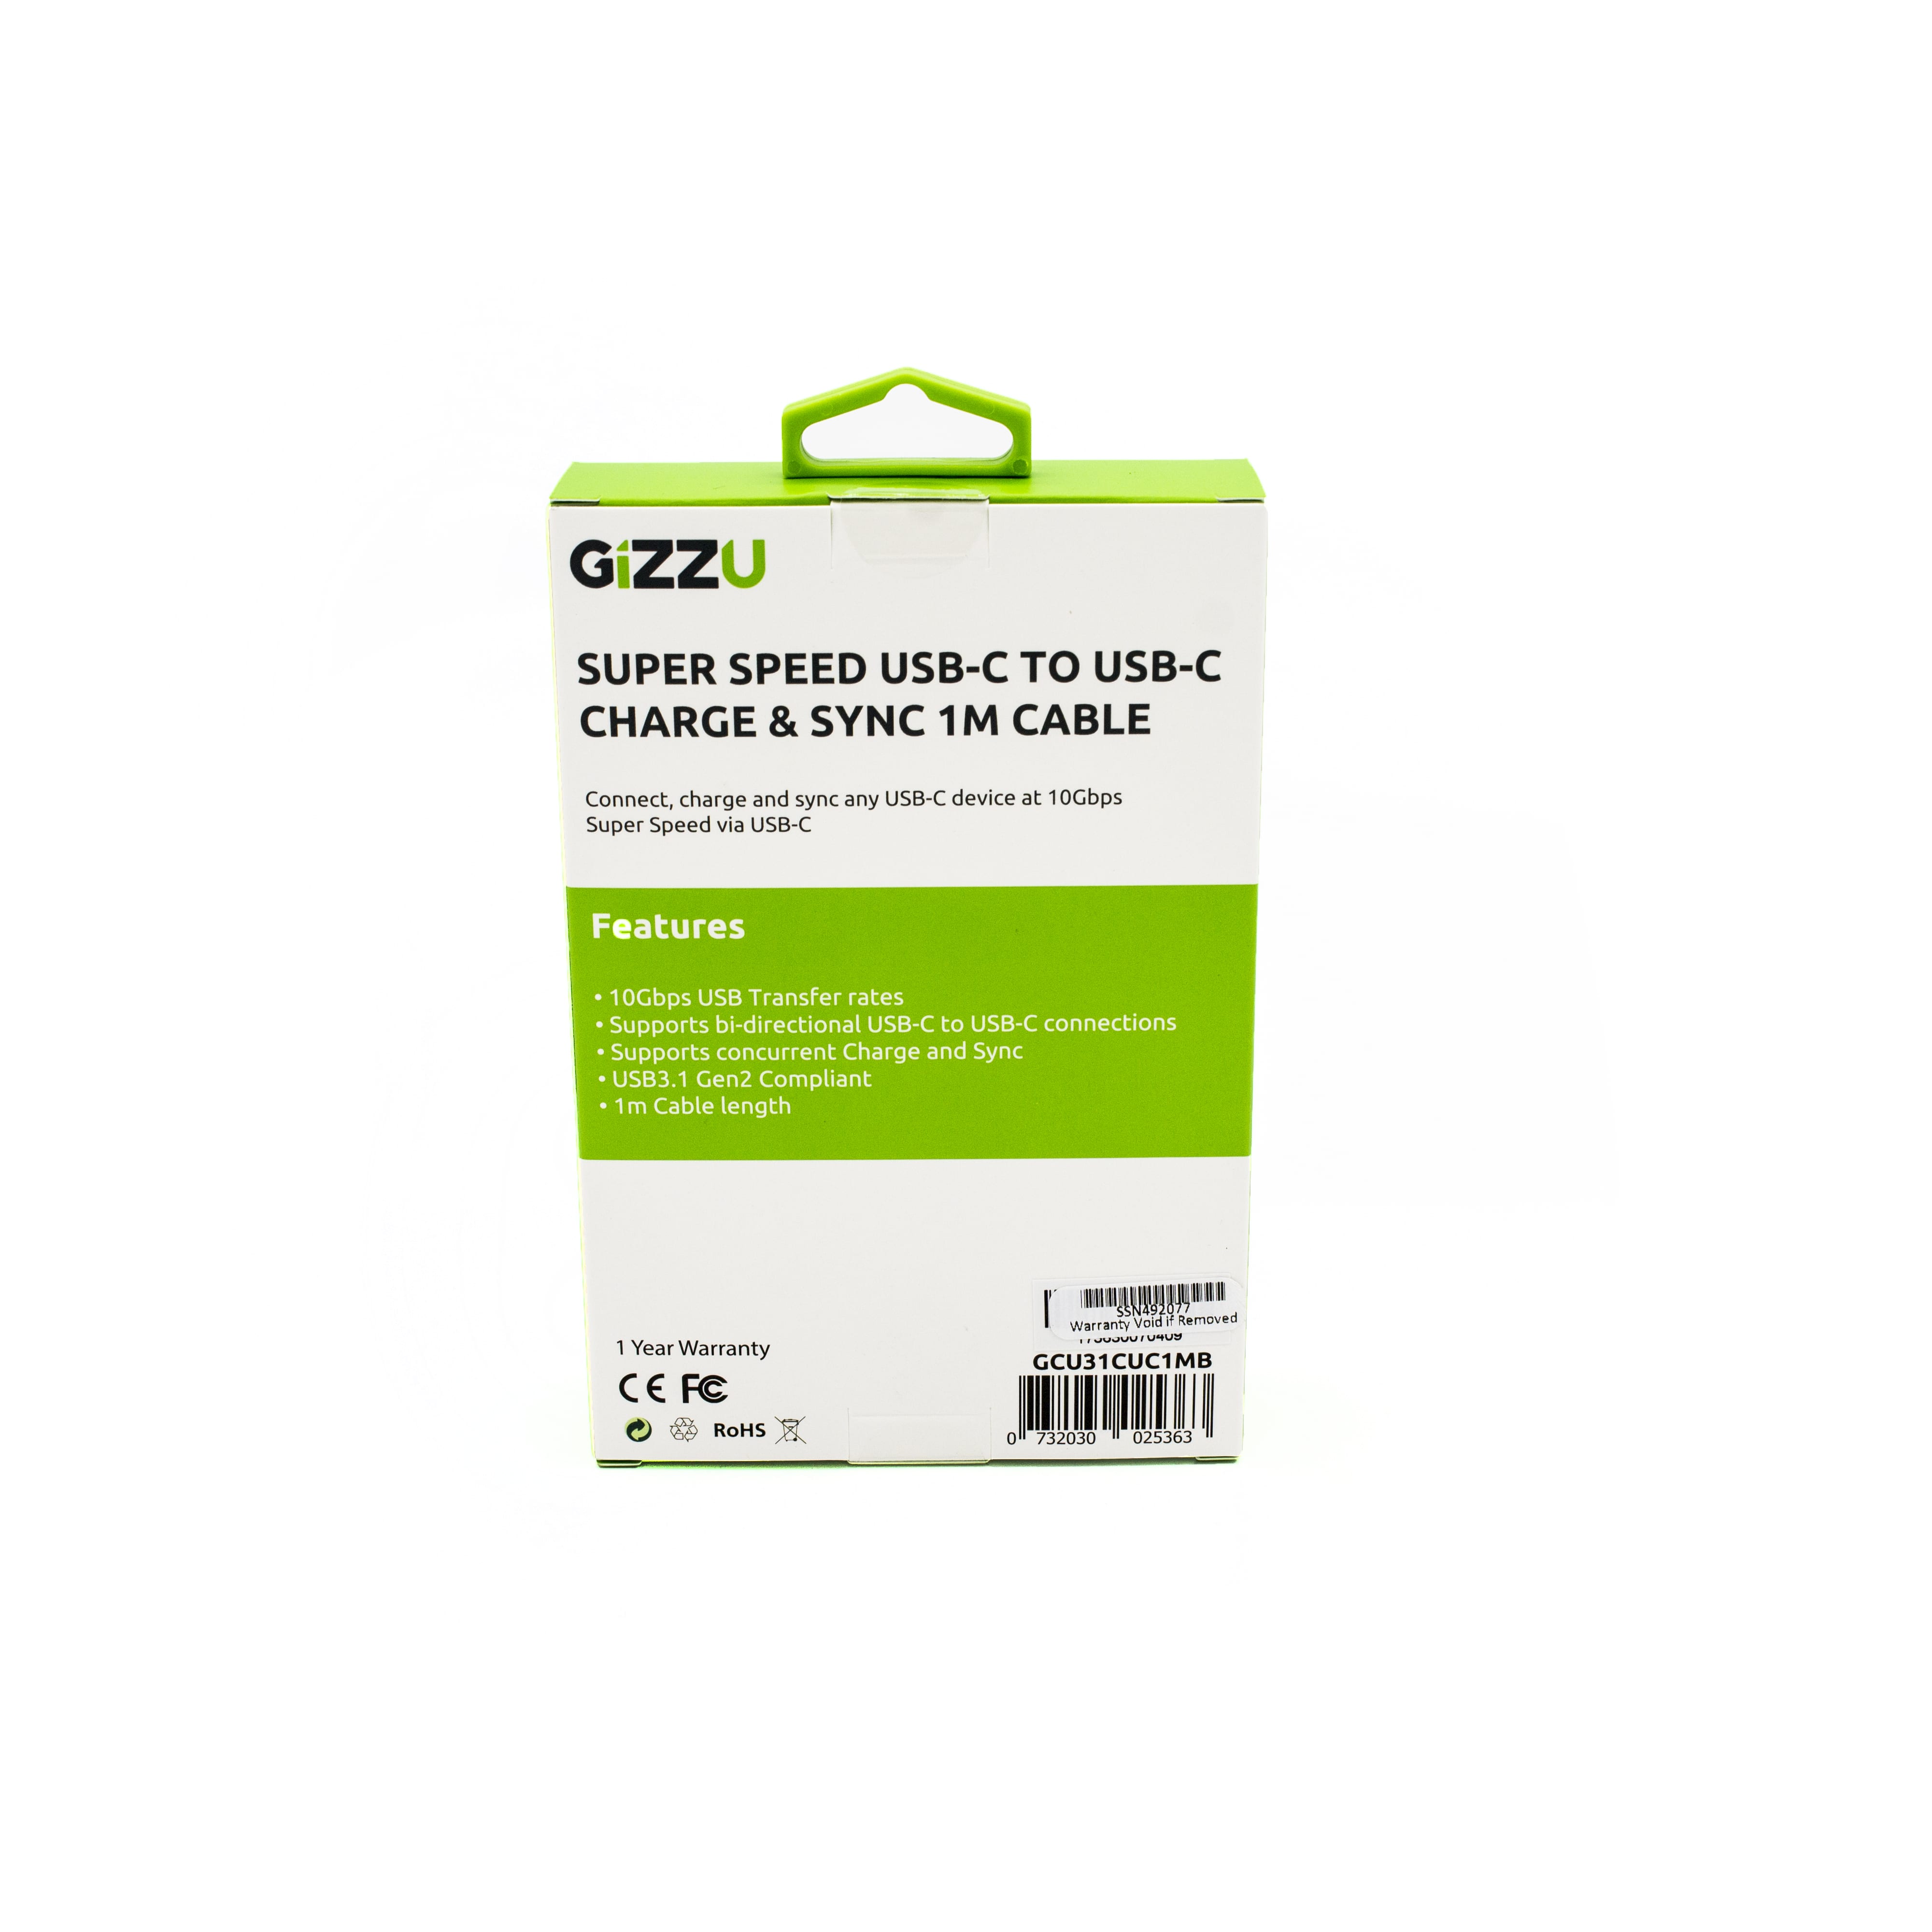 GiZZU
SUPER SPEED USB-C TO USB-C
CHARGE & SYNC 1M CABLE
Connect, charge and sync any USB-C device at 10Gbps
Super Speed via USB-C
Features
• 10Gbps USB Transfer rates
• Supports bi-directional USB-C to USB-C connections
• Supports concurrent Charge and Sync
• USB3.1 Gen2 Compliant
• 1m Cable length
SSN492077
Warranty Void if Removed
1 Year Warranty
GCU31CUC1MB
CE FC
RoHS
0 732030 025363